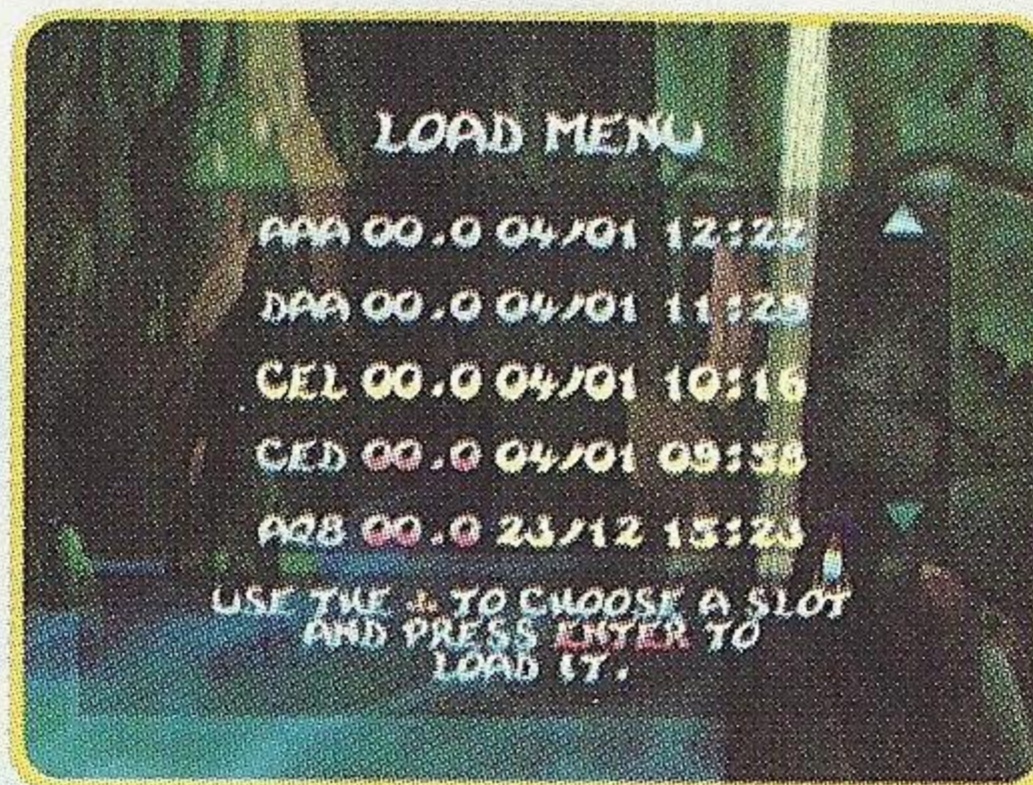 LOAD MENU
AAA 00.0 04/01 12:22
DAA 00.0 04/01 11:29
CEL 00.0 04/01 10:16
CED 00.0 04/01 09:38
AQB 00.0 23/12 15:23
USE THE TO CHOOSE A SLOT
AND PRESS ENTER TO
LOAD IT.